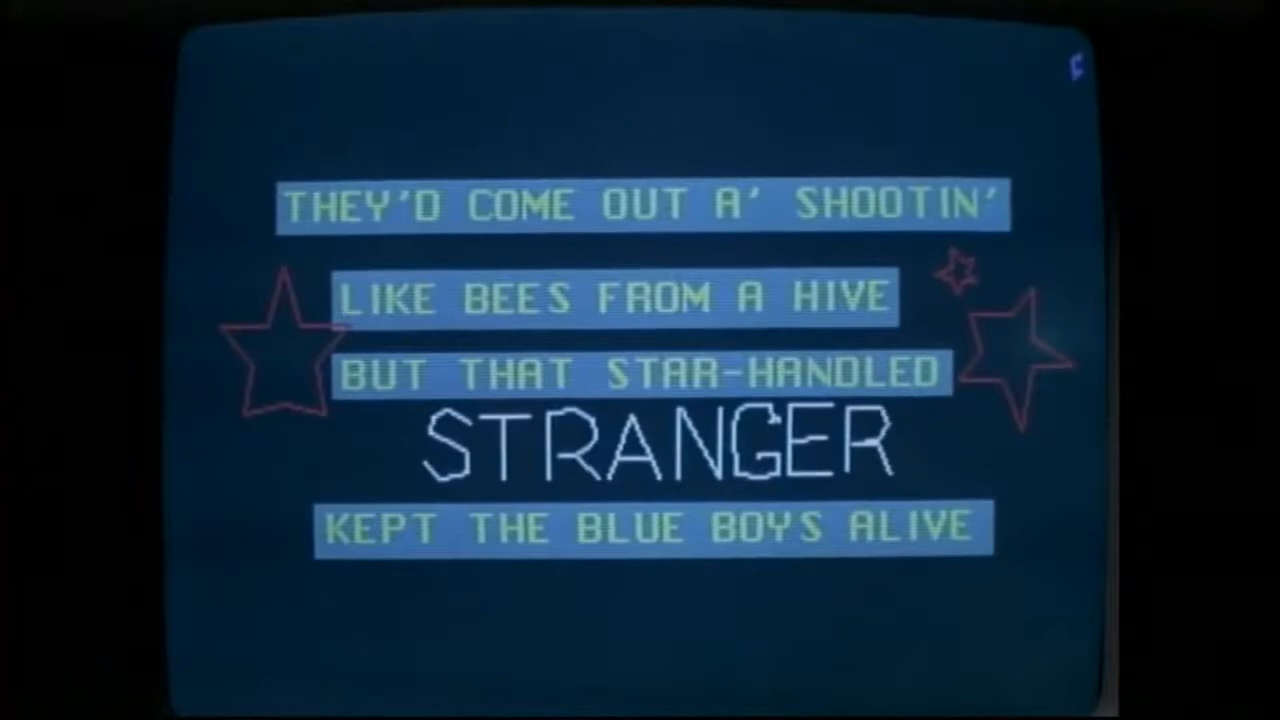 THEY'D COME OUT A' SHOOTIN'
LIKE BEES FROM A HIVE
BUT THAT STAR-HANDLED
STRANGER
KEPT THE BLUE BOYS ALIVE